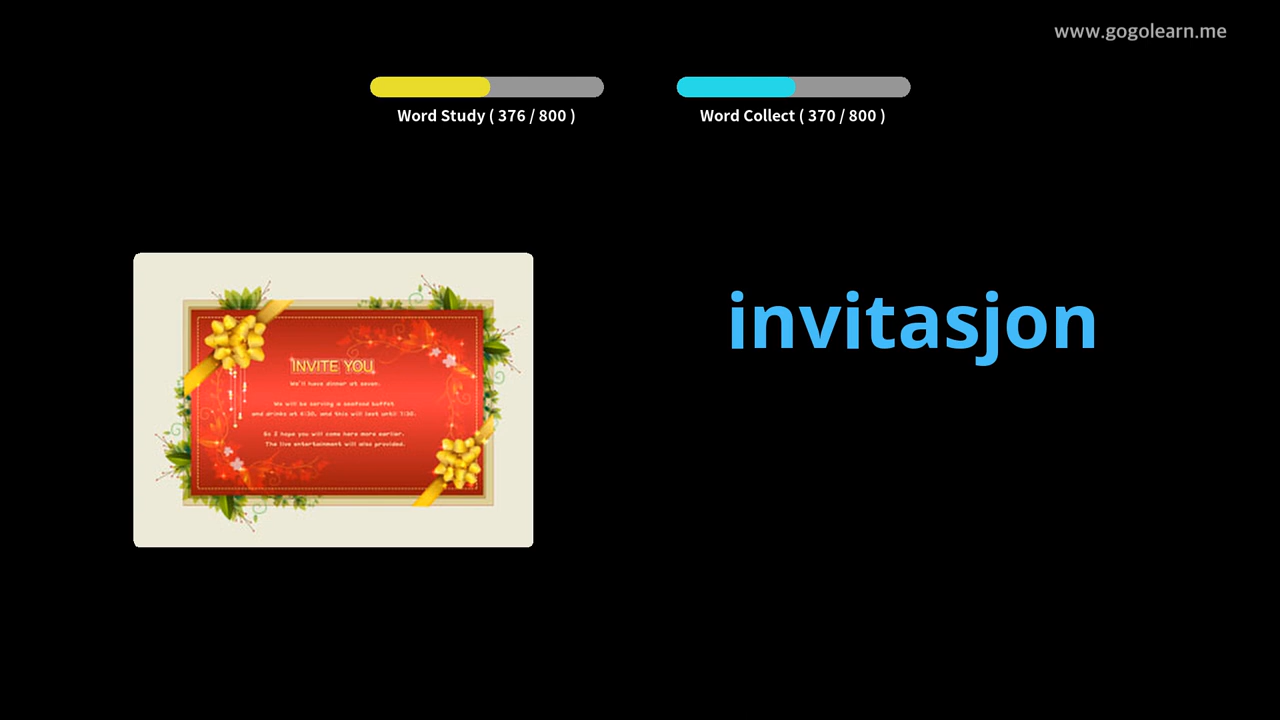 www.gogolearn.me
Word Study ( 376 / 800 )
Word Collect ( 370 / 800 )
INVITE YOU
We'll have dinner at seven.
We will be serving a seafood buffet
and drinks at 6:30, and this will last until 7:30.
So I hope you will come here more earlier.
The live entertainment will also provided.
invitasjon